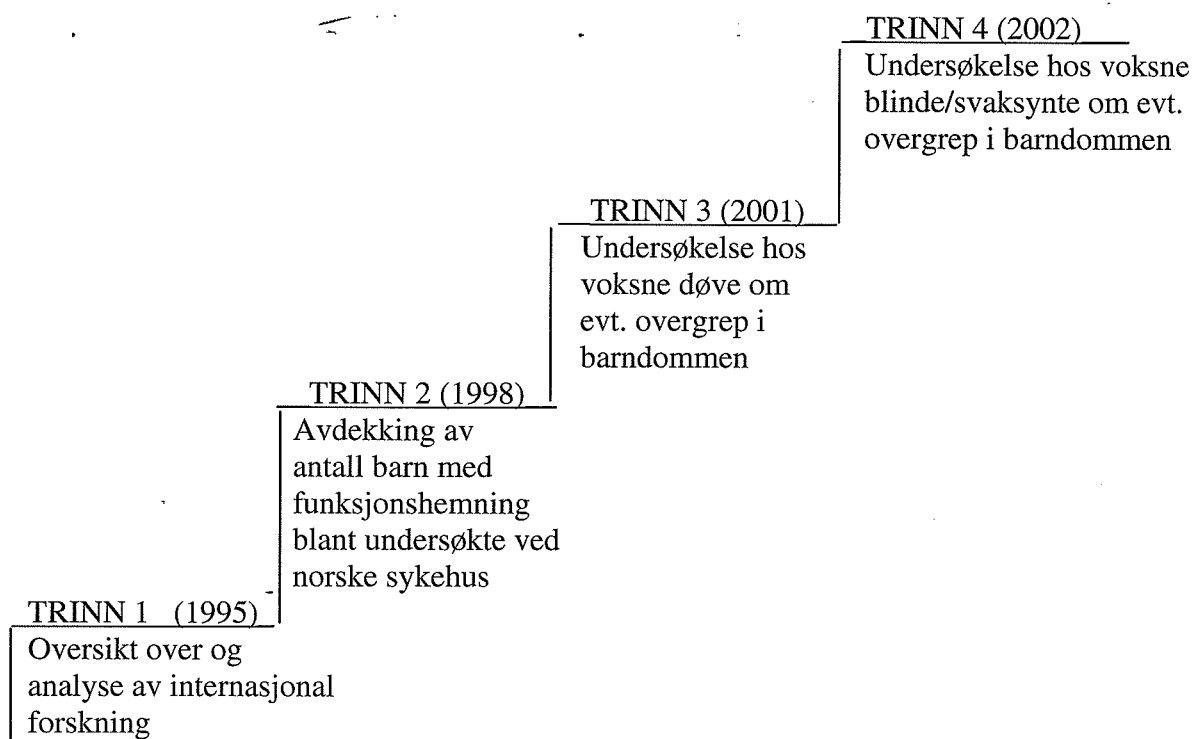 TRINN 4 (2002)
Undersøkelse hos voksne
blinde/svaksynte om evt.
overgrep i barndommen
TRINN 3 (2001)
Undersøkelse hos
voksne døve om
evt. overgrep i
barndommen
TRINN 2 (1998)
Avdekking av
antall barn med
funksjonshemning
blant undersøkte ved
norske sykehus
TRINN 1 (1995)
Oversikt over og
analyse av internasjonal
forskning